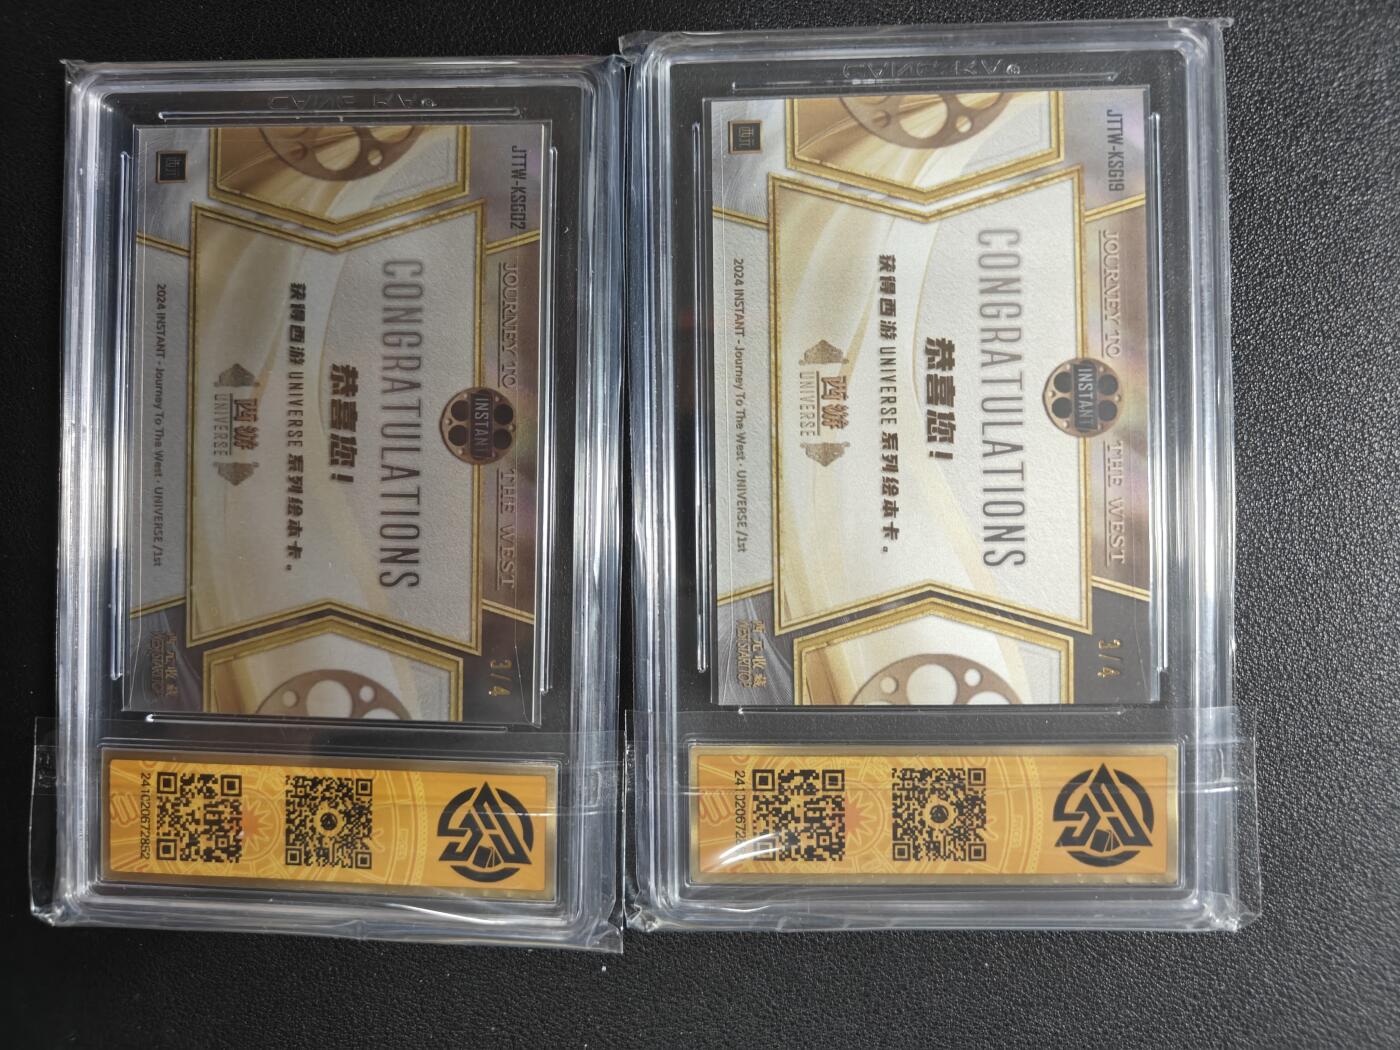 JTTW-KSG02
JOURNEY TO
INSTANT
THE WEST
3/4
CONGRATULATIONS
恭喜您!
获得西游 UNIVERSE 系列绘本卡。
西游
UNIVERSE
2024 INSTANT - Journey To The West · UNIVERSE /1st
241020672852
JTTW-KSG19
JOURNEY TO
INSTANT
THE WEST
3/4
CONGRATULATIONS
恭喜您!
获得西游 UNIVERSE 系列绘本卡。
西游
UNIVERSE
2024 INSTANT - Journey To The West · UNIVERSE /1st